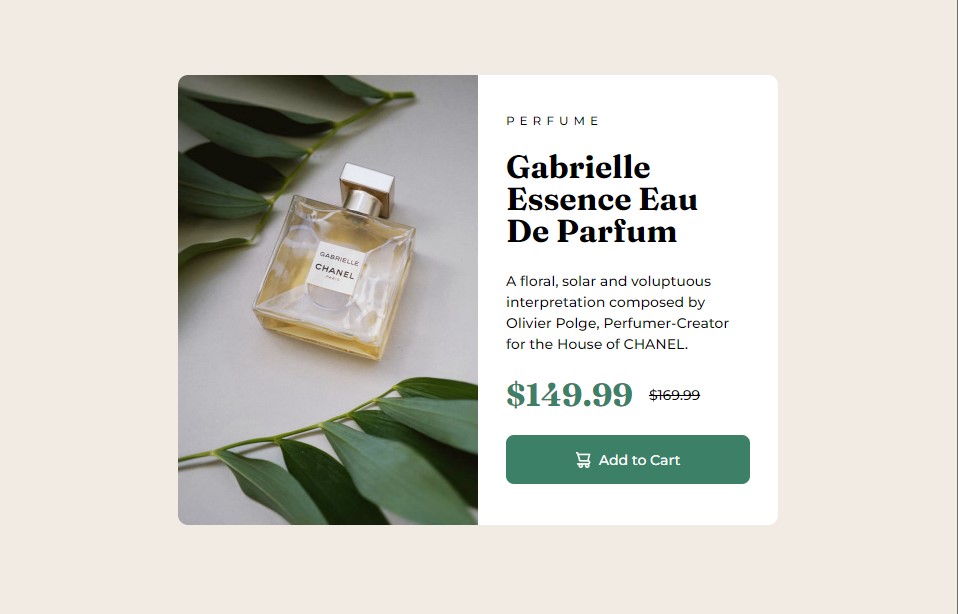 GABRIELLE
CHANEL
PARIS
PERFUME
Gabrielle
Essence Eau
De Parfum
A floral, solar and voluptuous
interpretation composed by
Olivier Polge, Perfumer-Creator
for the House of CHANEL.
$149.99 $169.99
Add to Cart